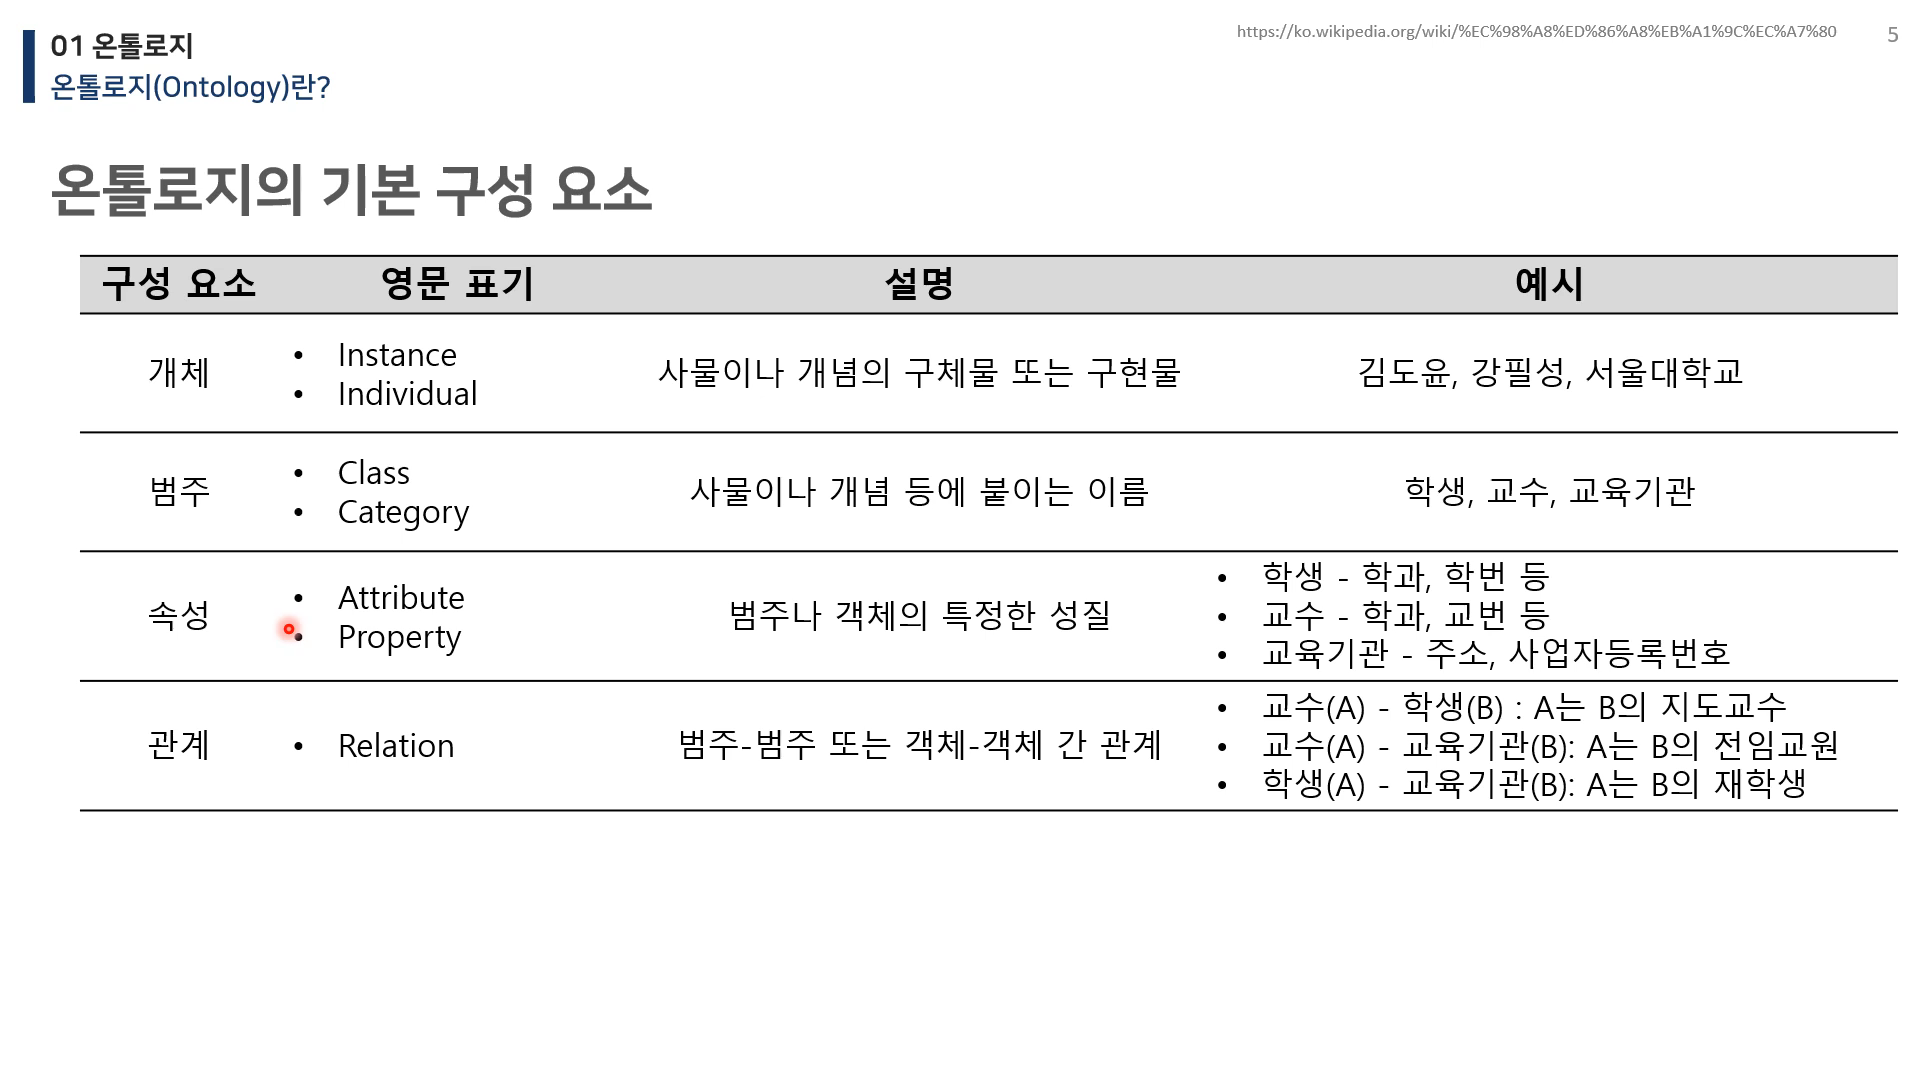 https://ko.wikipedia.org/wiki/%EC%98%A8%ED%86%A8%EB%A1%9C%EC%A7%80
5
01 온톨로지
온톨로지(Ontology)란?
온톨로지의 기본 구성 요소
구성 요소 영문 표기 설명 예시
개체 • Instance • Individual 사물이나 개념의 구체물 또는 구현물 김도윤, 강필성, 서울대학교
범주 • Class • Category 사물이나 개념 등에 붙이는 이름 학생, 교수, 교육기관
속성 • Attribute • Property 범주나 객체의 특정한 성질
• 학생 - 학과, 학번 등
• 교수 - 학과, 교번 등
• 교육기관 - 주소, 사업자등록번호
관계 • Relation 범주-범주 또는 객체-객체 간 관계
• 교수(A) - 학생(B) : A는 B의 지도교수
• 교수(A) - 교육기관(B): A는 B의 전임교원
• 학생(A) - 교육기관(B): A는 B의 재학생